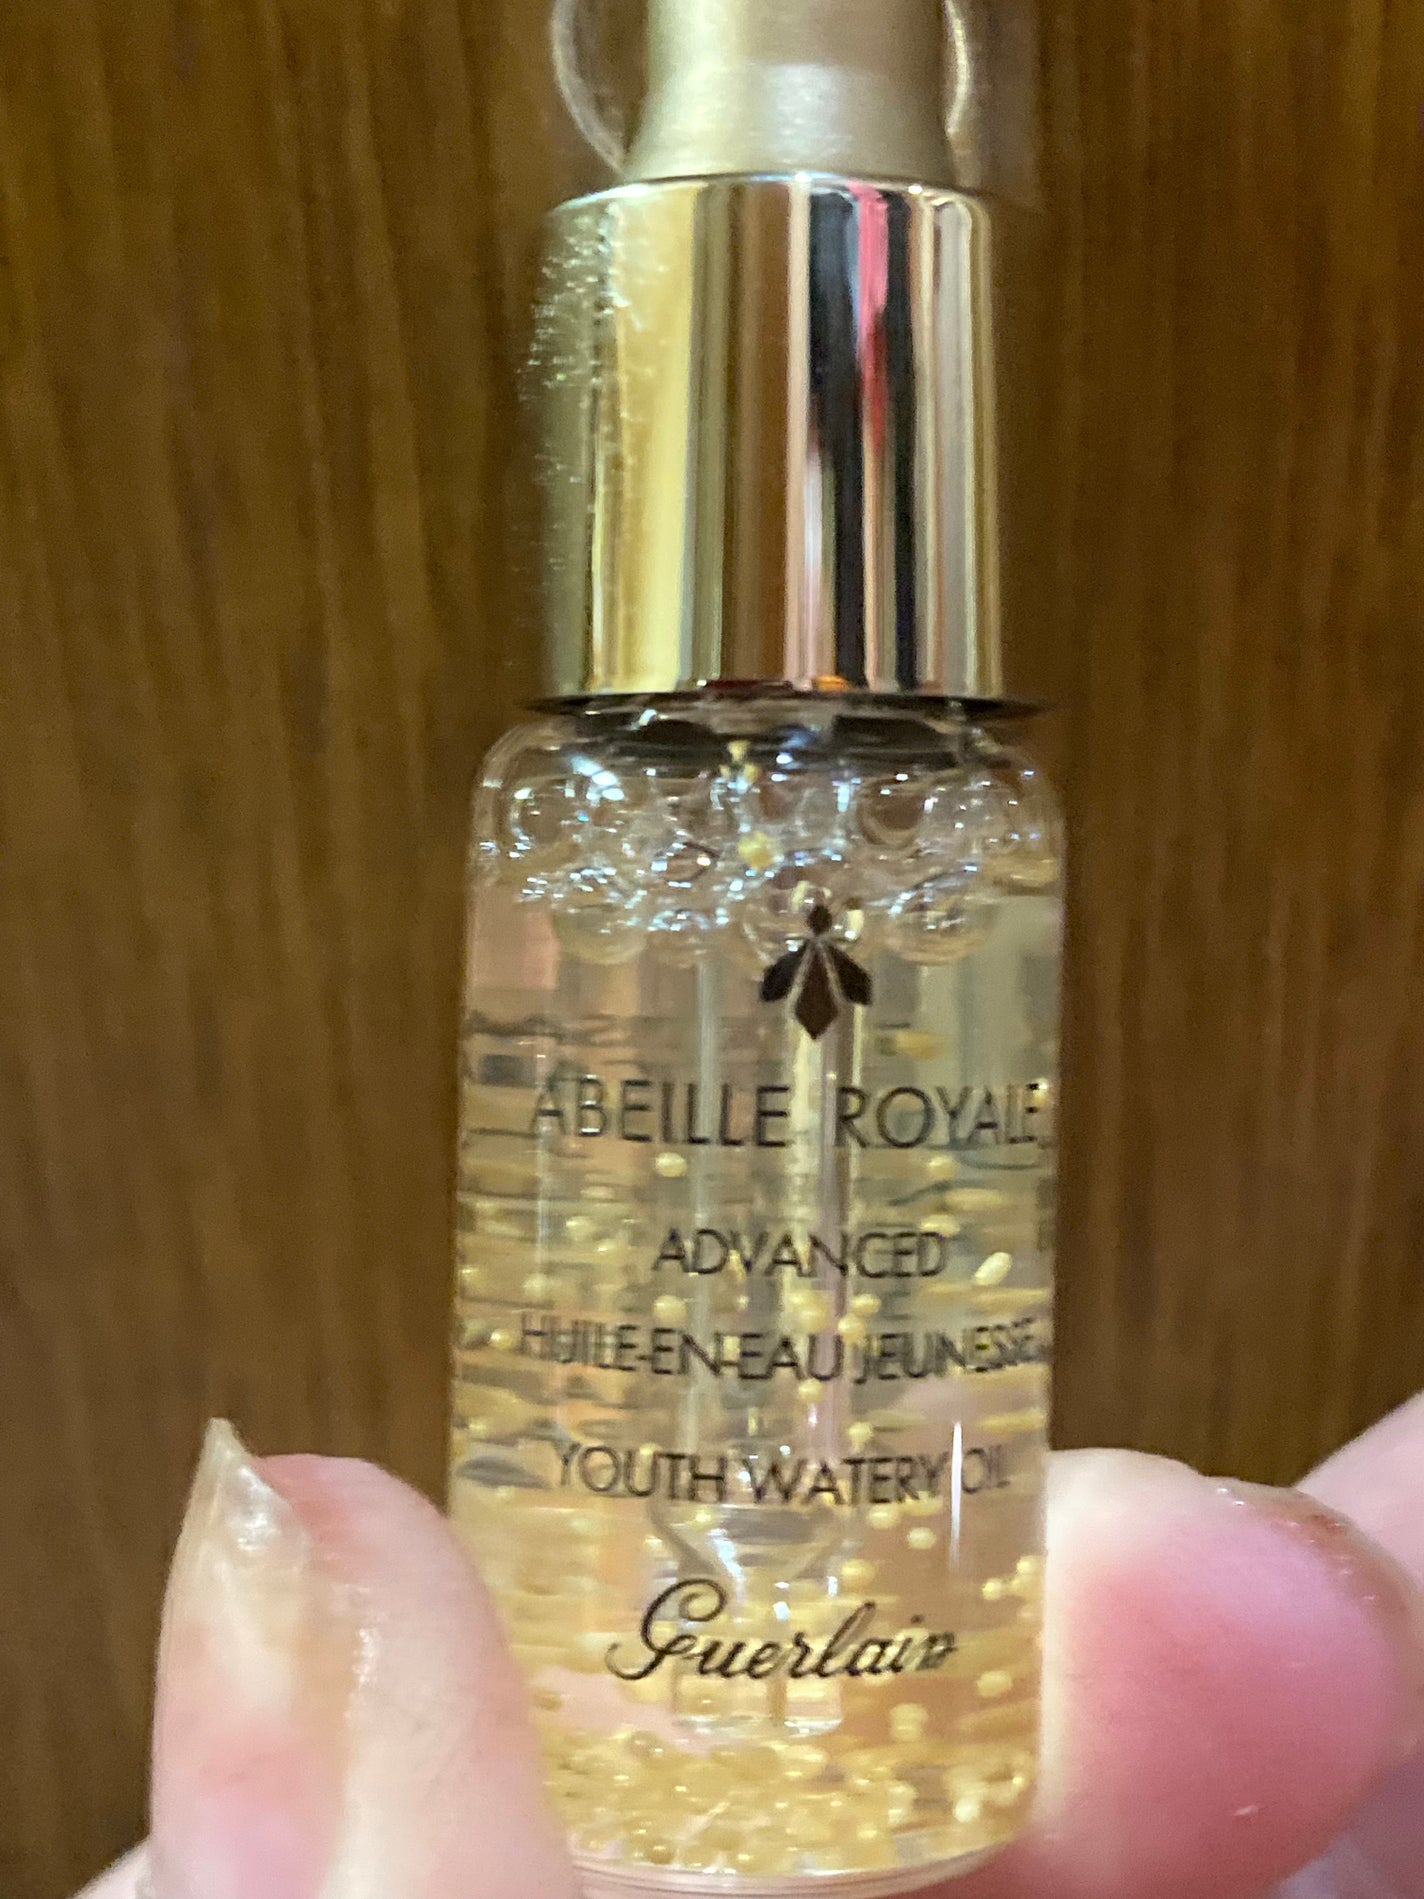 ABEILLE ROYALE
ADVANCED
HUILE-EN-EAU JEUNESSE
YOUTH WATERY OIL
Guerlain